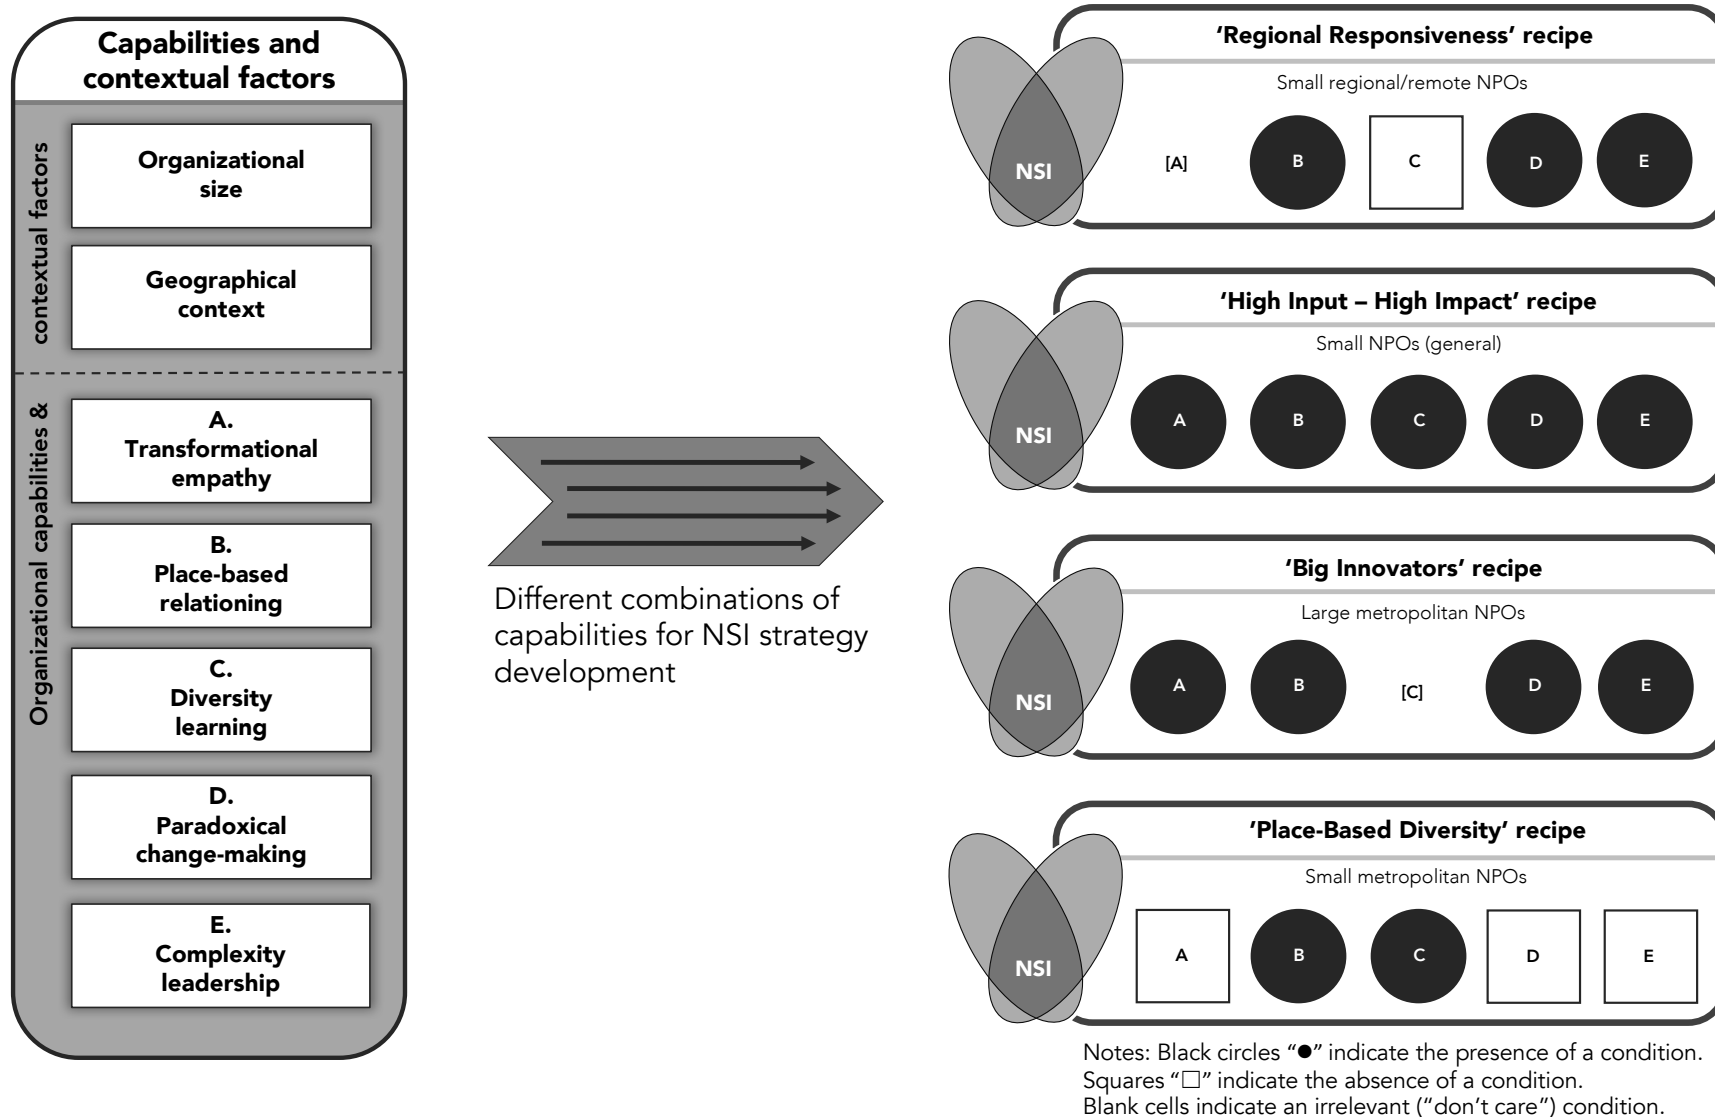 Capabilities and
contextual factors
contextual factors
Organizational
size
Geographical
context
Organizational capabilities &
A.
Transformational
empathy
B.
Place-based
relationing
C.
Diversity
learning
D.
Paradoxical
change-making
E.
Complexity
leadership
Different combinations of
capabilities for NSI strategy
development
‘Regional Responsiveness’ recipe
Small regional/remote NPOs
NSI
[A] B C D E
‘High Input – High Impact’ recipe
Small NPOs (general)
NSI
A B C D E
‘Big Innovators’ recipe
Large metropolitan NPOs
NSI
A B [C] D E
‘Place-Based Diversity’ recipe
Small metropolitan NPOs
NSI
A B C D E
Notes: Black circles “●” indicate the presence of a condition.
Squares “□” indicate the absence of a condition.
Blank cells indicate an irrelevant (“don’t care”) condition.